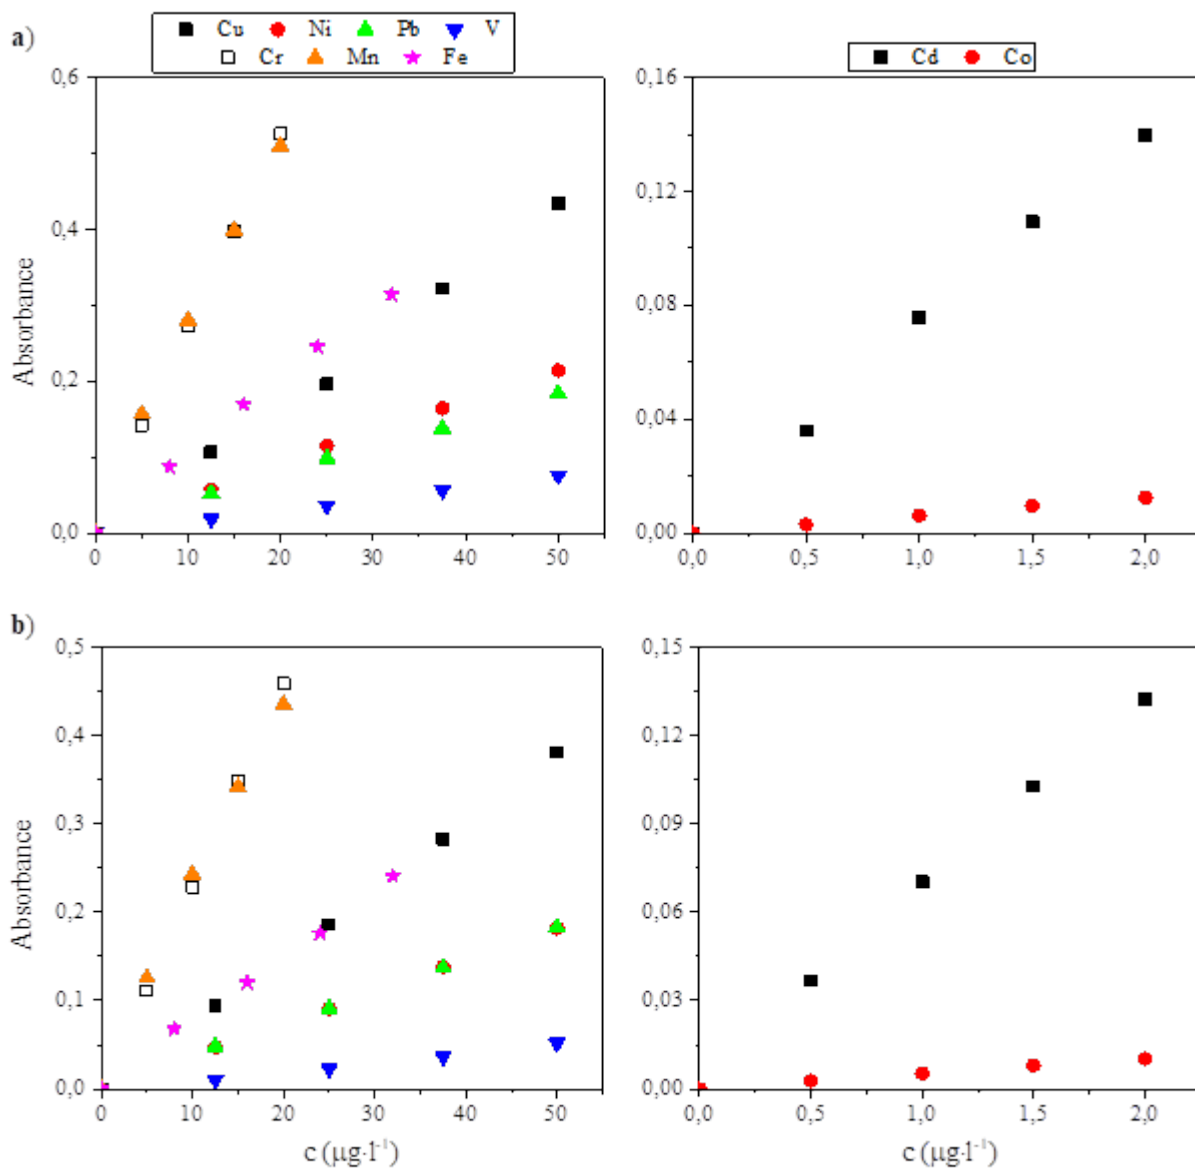 a)
Cu Ni Pb V
Cr Mn Fe
Cd Co
Absorbance
0,6
0,4
0,2
0,0
0 10 20 30 40 50
0,16
0,12
0,08
0,04
0,00
0,0 0,5 1,0 1,5 2,0
b)
Absorbance
0,5
0,4
0,3
0,2
0,1
0,0
0 10 20 30 40 50
c (μg·l⁻¹)
0,15
0,12
0,09
0,06
0,03
0,00
0,0 0,5 1,0 1,5 2,0
c (μg·l⁻¹)